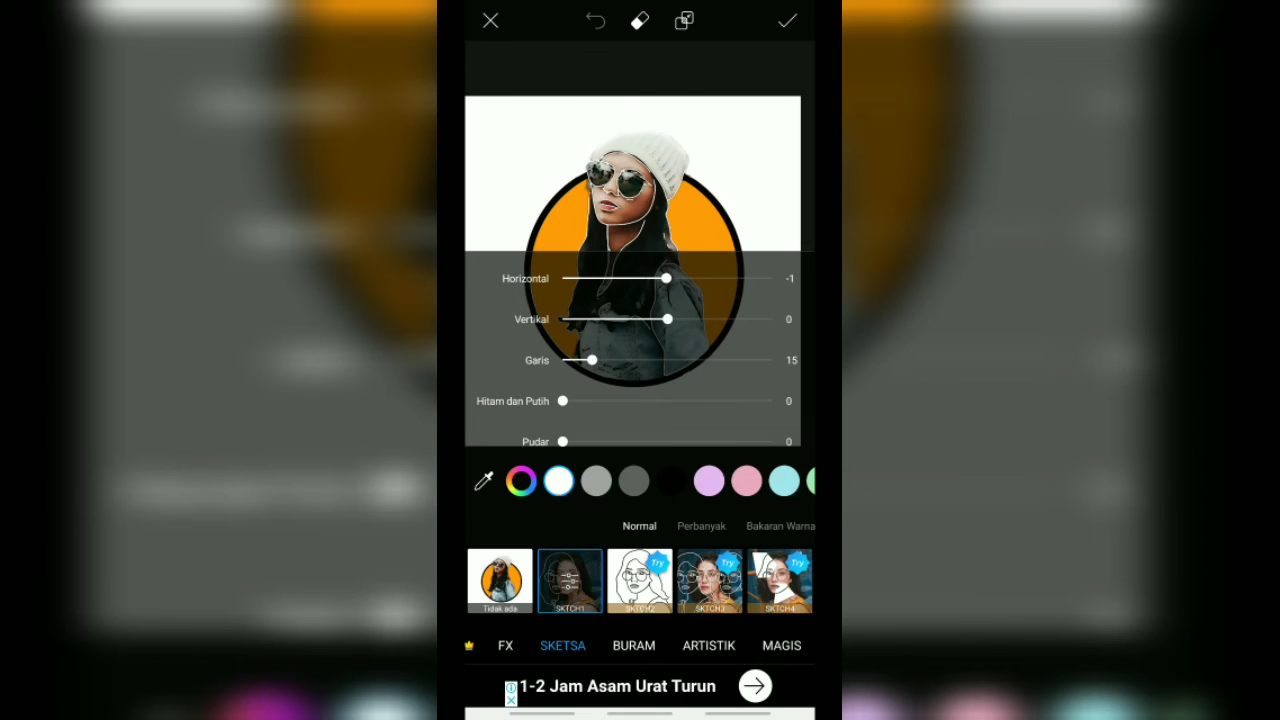 Horizontal -1
Vertikal 0
Garis 15
Hitam dan Putih 0
Pudar 0
Normal Perbanyak Bakaran Warna
Try Try Try
Tidak ada SKTCH1 SKTCH2 SKTCH3 SKTCH4
FX SKETSA BURAM ARTISTIK MAGIS
1-2 Jam Asam Urat Turun